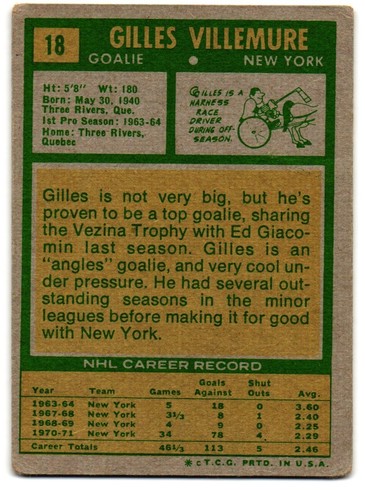 18 GILLES VILLEMURE
GOALIE • NEW YORK
Ht: 5'8" Wt: 180
Born: May 30, 1940
Three Rivers, Que.
1st Pro Season: 1963-64
Home: Three Rivers,
Quebec
GILLES IS A
HARNESS
RACE
DRIVER
DURING OFF-
SEASON.
Gilles is not very big, but he's
proven to be a top goalie, sharing
the Vezina Trophy with Ed Giaco-
min last season. Gilles is an
"angles" goalie, and very cool un-
der pressure. He had several out-
standing seasons in the minor
leagues before making it for good
with New York.
NHL CAREER RECORD
Goals Shut
Year Team Games Against Outs Avg.
1963-64 New York 5 18 0 3.60
1967-68 New York 3⅓ 8 1 2.40
1968-69 New York 4 9 0 2.25
1970-71 New York 34 78 4 2.29
Career Totals 46⅓ 113 5 2.46
* © T.C.G. PRTD. IN U.S.A.